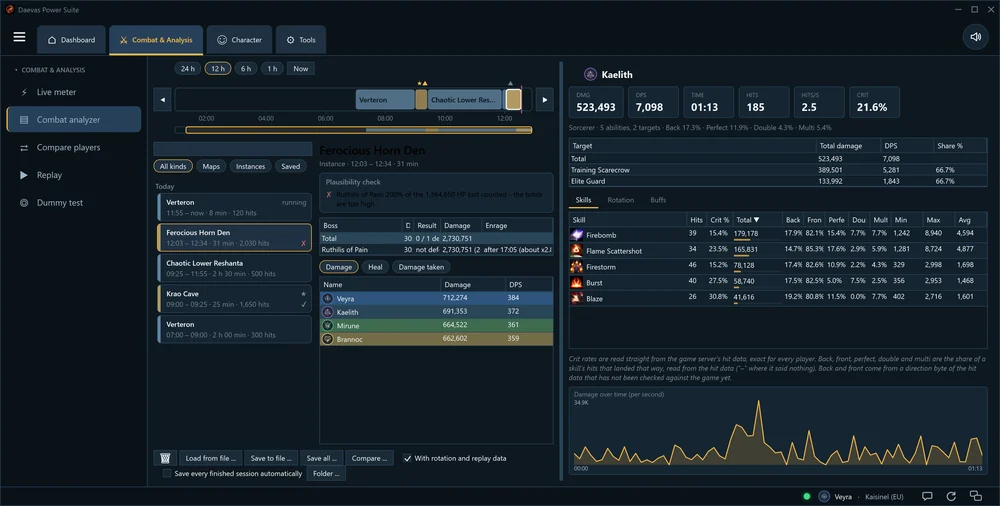 Daevas Power Suite
Dashboard
Combat & Analysis
Character
Tools
COMBAT & ANALYSIS
Live meter
Combat analyzer
Compare players
Replay
Dummy test
24 h 12 h 6 h 1 h Now
Verteron Chaotic Lower Res...
02:00 04:00 06:00 08:00 10:00 12:00
All kinds Maps Instances Saved
Today
Verteron running
11:55 – now · 8 min · 120 hits
Ferocious Horn Den
12:03 – 12:34 · 31 min · 2,030 hits ✗
Chaotic Lower Reshanta
09:25 – 11:55 · 2 h 30 min · 500 hits
Krao Cave ★
09:00 – 09:25 · 25 min · 1,650 hits ✓
Verteron
07:00 – 09:00 · 2 h 00 min · 300 hits
Ferocious Horn Den
Instance · 12:03 – 12:34 · 31 min
Plausibility check
✗ Ruthilis of Pain 200% of the 1,364,650 HP
are too high
Boss Result Damage Enrage
Total 30 0 / 1 de 2,730,751
Ruthilis of Pain 30 not def 2,730,751 (2 after 17:05 (about x2.
Damage Heal Damage taken
Name Damage DPS
Veyra 712,274 384
Kaelith 691,353 372
Mirune 664,522 361
Brannoc 662,602 359
Load from file ... Save to file ... Save all ... Compare ... With rotation and replay data
Save every finished session automatically Folder ...
Kaelith
DMG DPS TIME HITS HITS/S CRIT
523,493 7,098 01:13 185 2.5 21.6%
Sorcerer · 5 abilities, 2 targets · Back 17.3% · Perfect 11.9% · Double 4.3% · Multi 5.4%
Target Total damage DPS Share %
Total 523,493 7,098
Training Scarecrow 389,501 5,281 66.7%
Elite Guard 133,992 1,843 66.7%
Skills Rotation Buffs
Skill Hits Crit % Total ▼ Back Fron Perfe Dou Mult Min Max Avg
Firebomb 39 15.4% 179,178 17.9% 82.1% 15.4% 7.7% 7.7% 1,242 8,940 4,594
Flame Scattershot 34 23.5% 165,831 14.7% 85.3% 17.6% 2.9% 5.9% 1,281 8,724 4,877
Firestorm 46 15.2% 78,128 17.4% 82.6% 10.9% 2.2% 4.3% 329 2,998 1,698
Burst 40 27.5% 58,740 17.5% 82.5% 5.0% 7.5% 2.5% 356 2,953 1,468
Blaze 26 30.8% 41,616 19.2% 80.8% 11.5% 0.0% 7.7% 402 2,716 1,601
Crit rates are read straight from the game server's hit data, exact for every player. Back, front, perfect, double and multi are the share of a
skill's hits that landed that way, read from the hit data ("–" where it said nothing). Back and front come from a direction byte of the hit
data that has not been checked against the game yet.
Damage over time (per second)
34.9K
00:00 01:13
Veyra · Kaisinel (EU)